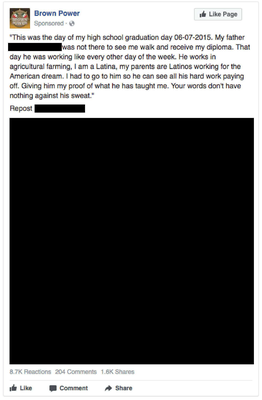 Brown Power
Sponsored ·
Like Page
"This was the day of my high school graduation day 06-07-2015. My father
was not there to see me walk and receive my diploma. That
day he was working like every other day of the week. He works in
agricultural farming, I am a Latina, my parents are Latinos working for the
American dream. I had to go to him so he can see all his hard work paying
off. Giving him my proof of what he has taught me. Your words don't have
nothing against his sweat."
Repost
8.7K Reactions 204 Comments 1.8K Shares
Like Comment Share